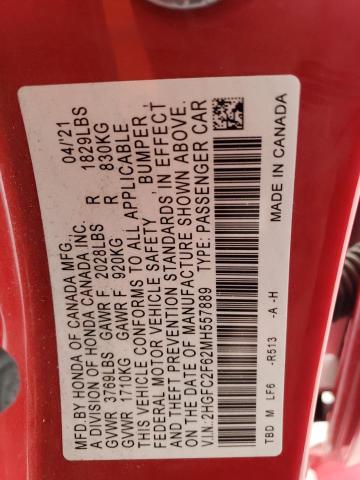 MFD.BY HONDA OF CANADA MFG., 04/21
A DIVISION OF HONDA CANADA INC.
GVWR 3789LBS GAWR F 2028LBS R 1829LBS
GVWR 1710KG GAWR F 920KG R 830KG
THIS VEHICLE CONFORMS TO ALL APPLICABLE
FEDERAL MOTOR VEHICLE SAFETY, BUMPER,
AND THEFT PREVENTION STANDARDS IN EFFECT
ON THE DATE OF MANUFACTURE SHOWN ABOVE.
V.I.N:2HGFC2F62MH557889 TYPE: PASSENGER CAR
TBD M LF6 -R513 -A -H MADE IN CANADA